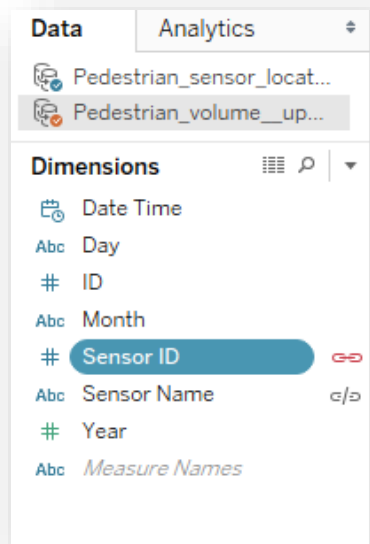 Data Analytics
Pedestrian_sensor_locat...
Pedestrian_volume__up...
Dimensions
Date Time
Abc Day
# ID
Abc Month
# Sensor ID
Abc Sensor Name
# Year
Abc Measure Names